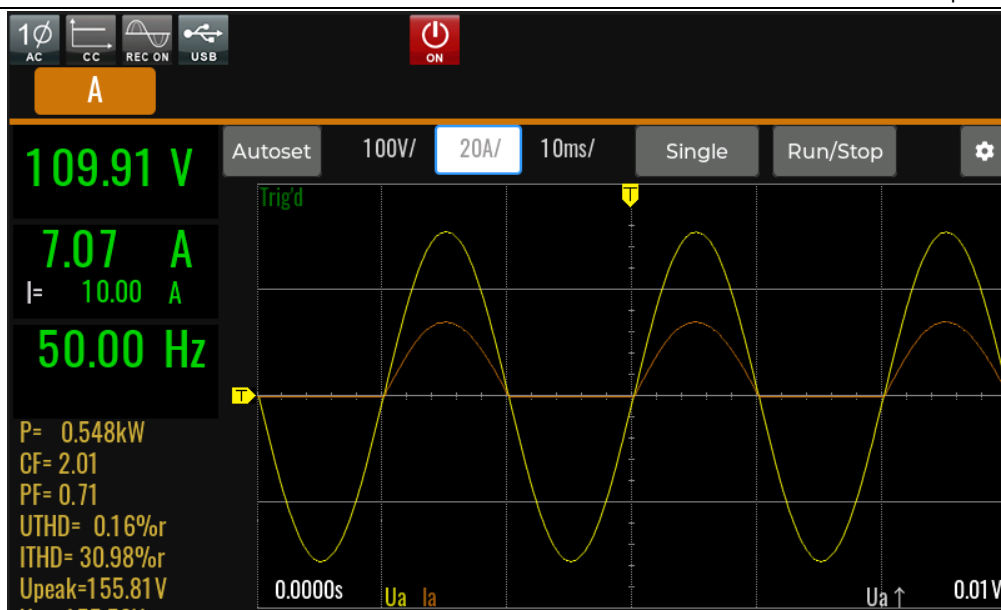 1Ø
AC
CC
REC ON
USB
ON
A
109.91 V
7.07 A
I= 10.00 A
50.00 Hz
P= 0.548kW
CF= 2.01
PF= 0.71
UTHD= 0.16%r
ITHD= 30.98%r
Upeak=155.81V
Autoset
100V/
20A/
10ms/
Single
Run/Stop
Trig'd
T
T
0.0000s
Ua Ia
Ua ↑
0.01V